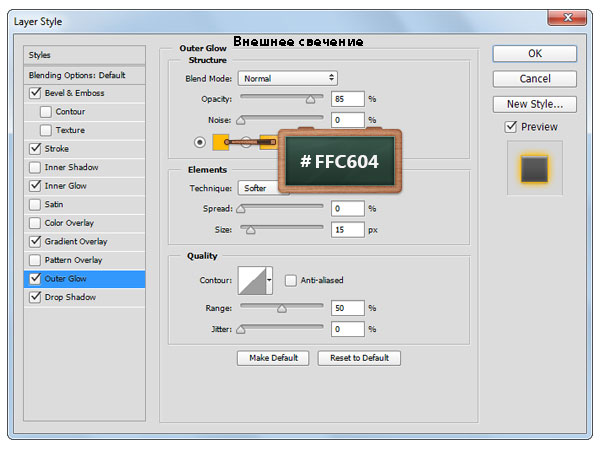 Layer Style
Styles
Blending Options: Default
Bevel & Emboss
Contour
Texture
Stroke
Inner Shadow
Inner Glow
Satin
Color Overlay
Gradient Overlay
Pattern Overlay
Outer Glow
Drop Shadow
Внешнее свечение
Outer Glow
Structure
Blend Mode: Normal
Opacity: 85 %
Noise: 0 %
#FFC604
Elements
Technique: Softer
Spread: 0 %
Size: 15 px
Quality
Contour: Anti-aliased
Range: 50 %
Jitter: 0 %
Make Default Reset to Default
OK
Cancel
New Style...
Preview